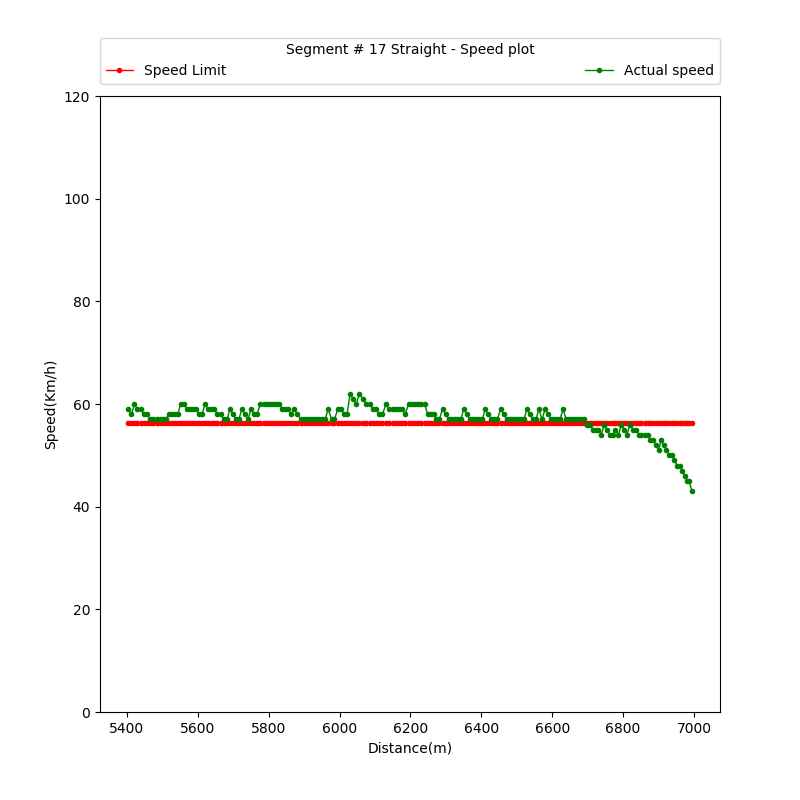 Segment # 17 Straight - Speed plot
Speed Limit
Actual speed
120
100
80
60
40
20
0
Speed(Km/h)
5400 5600 5800 6000 6200 6400 6600 6800 7000
Distance(m)